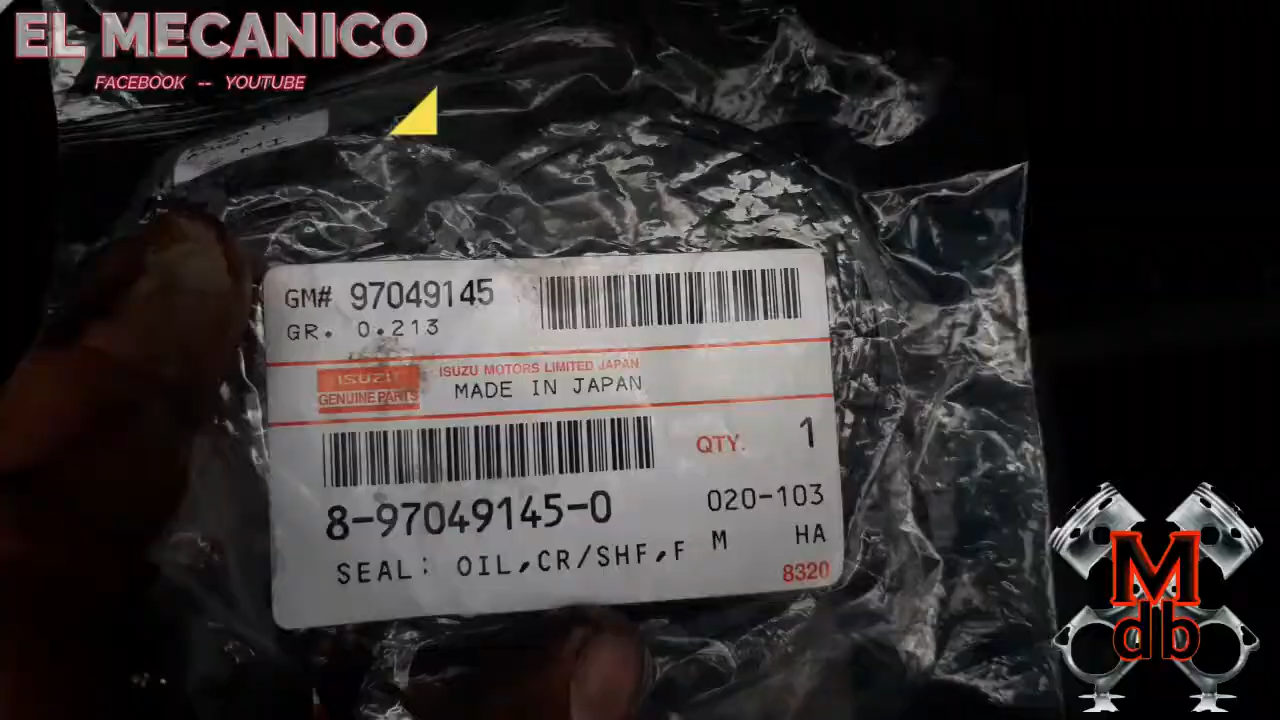 EL MECANICO
FACEBOOK -- YOUTUBE
GM# 97049145
GR. 0.213
ISUZU
GENUINE PARTS
ISUZU MOTORS LIMITED JAPAN
MADE IN JAPAN
QTY. 1
8-97049145-0
020-103
SEAL: OIL,CR/SHF,F
M HA
8320
M
db